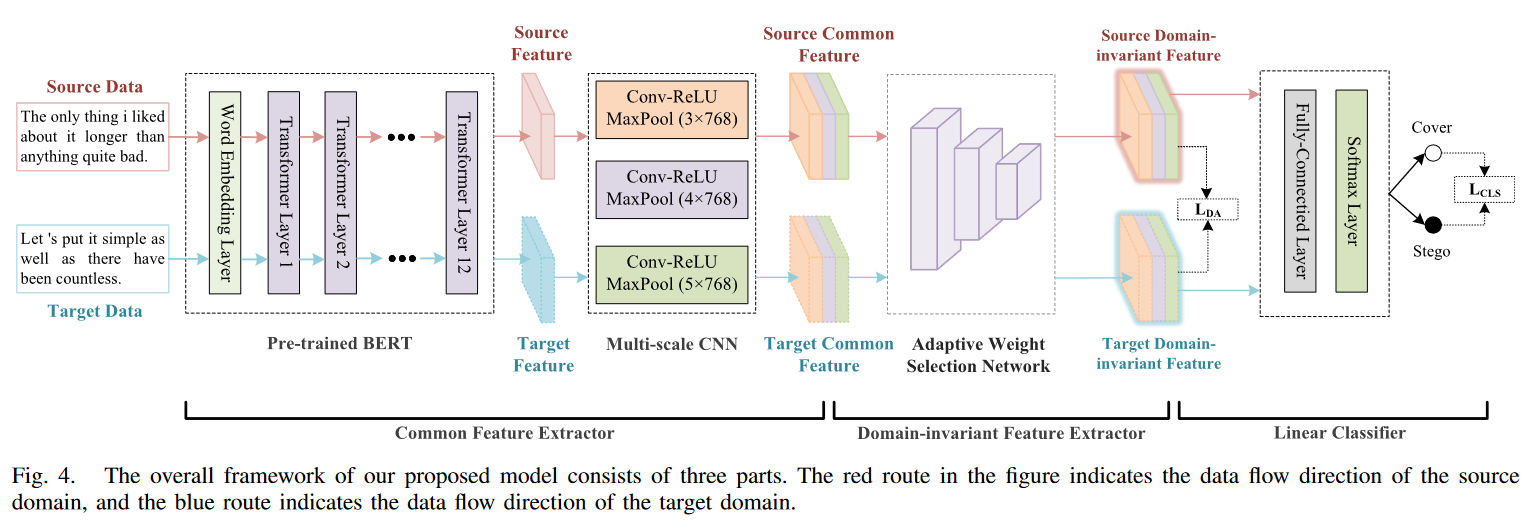 Source Data
The only thing i liked
about it longer than
anything quite bad.
Let 's put it simple as
well as there have
been countless.
Target Data
Word Embedding Layer
Transformer Layer 1
Transformer Layer 2
Transformer Layer 12
Pre-trained BERT
Source
Feature
Target
Feature
Conv-ReLU
MaxPool (3×768)
Conv-ReLU
MaxPool (4×768)
Conv-ReLU
MaxPool (5×768)
Multi-scale CNN
Source Common
Feature
Target Common
Feature
Adaptive Weight
Selection Network
Source Domain-
invariant Feature
LDA
Target Domain-
invariant Feature
Fully-Connectied Layer
Softmax Layer
Cover
LCLS
Stego
Common Feature Extractor
Domain-invariant Feature Extractor
Linear Classifier
Fig. 4. The overall framework of our proposed model consists of three parts. The red route in the figure indicates the data flow direction of the source
domain, and the blue route indicates the data flow direction of the target domain.